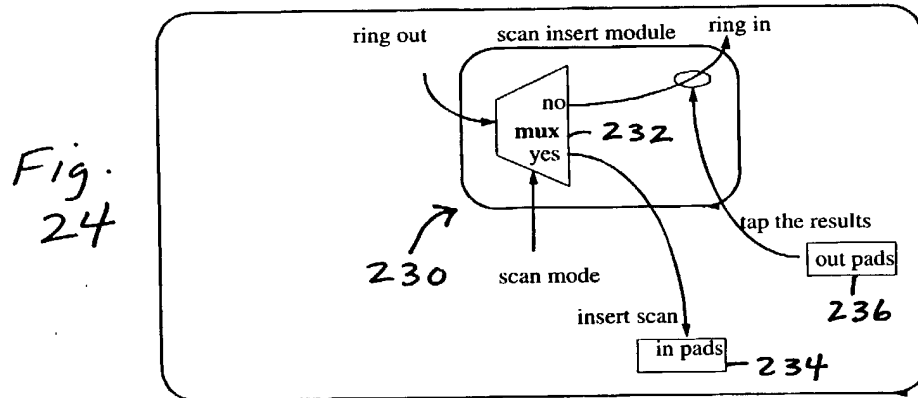 ring out
scan insert module
ring in
no
mux
232
yes
Fig.
24
tap the results
230
scan mode
out pads
236
insert scan
in pads
234